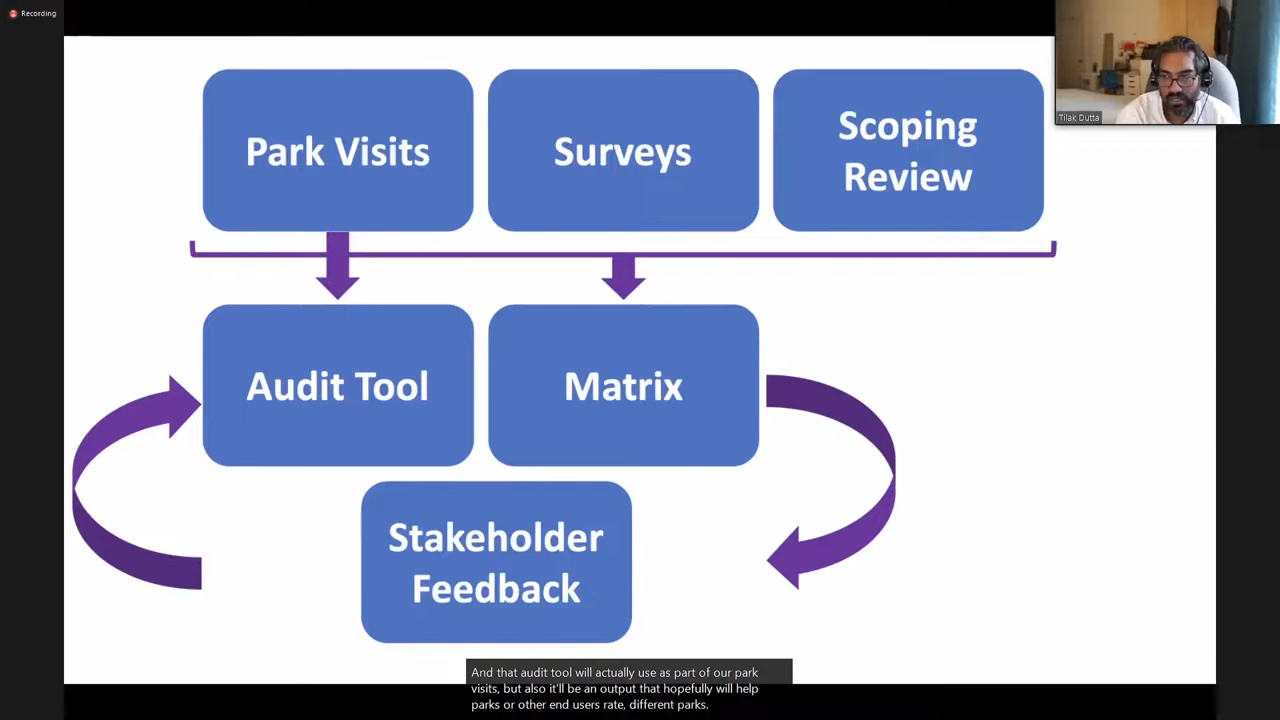 Recording
Park Visits
Surveys
Scoping
Review
Tilak Dutta
Audit Tool
Matrix
Stakeholder
Feedback
And that audit tool will actually use as part of our park
visits, but also it'll be an output that hopefully will help
parks or other end users rate, different parks.